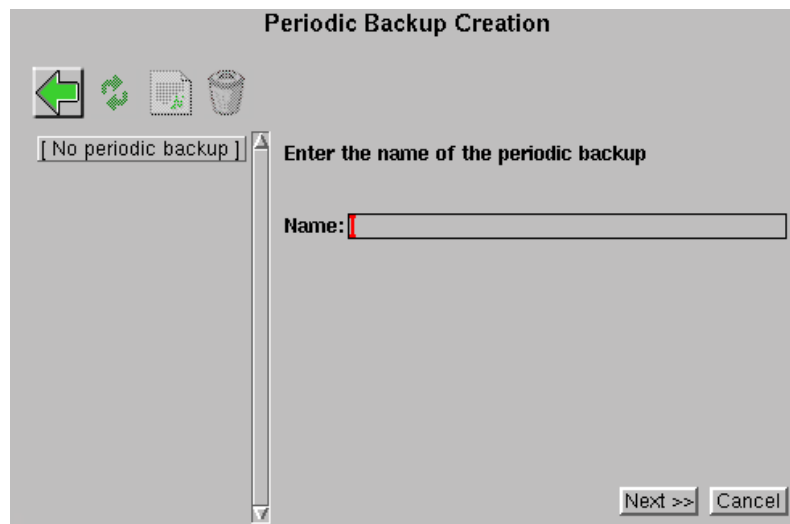 Periodic Backup Creation
[ No periodic backup ]
Enter the name of the periodic backup
Name:
Next >>
Cancel